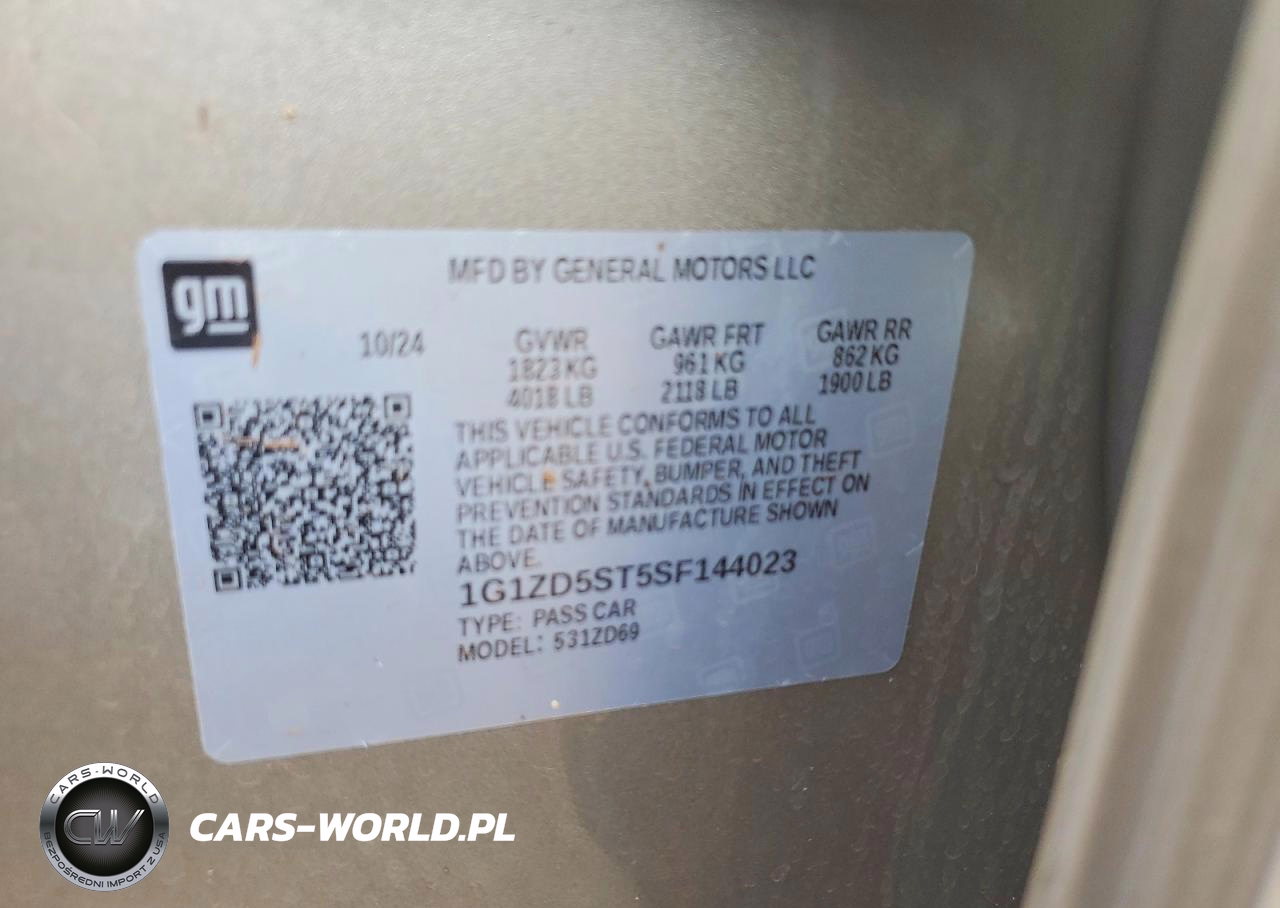 gm
MFD BY GENERAL MOTORS LLC
10/24 GVWR GAWR FRT GAWR RR
1823 KG 961 KG 862 KG
4018 LB 2118 LB 1900 LB
THIS VEHICLE CONFORMS TO ALL
APPLICABLE U.S. FEDERAL MOTOR
VEHICLE SAFETY, BUMPER, AND THEFT
PREVENTION STANDARDS IN EFFECT ON
THE DATE OF MANUFACTURE SHOWN
ABOVE.
1G1ZD5ST5SF144023
TYPE: PASS CAR
MODEL: 531ZD69
CARS-WORLD
CW
BEZPOŚREDNI IMPORT Z USA
CARS-WORLD.PL